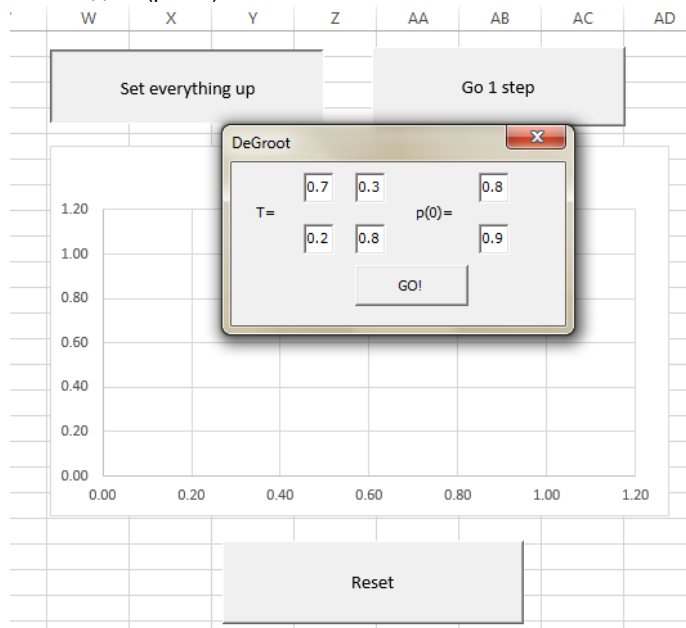 W X Y Z AA AB AC AD
Set everything up
Go 1 step
DeGroot
x
0.7 0.3 0.8
T= p(0)=
0.2 0.8 0.9
GO!
1.20
1.00
0.80
0.60
0.40
0.20
0.00
0.00 0.20 0.40 0.60 0.80 1.00 1.20
Reset